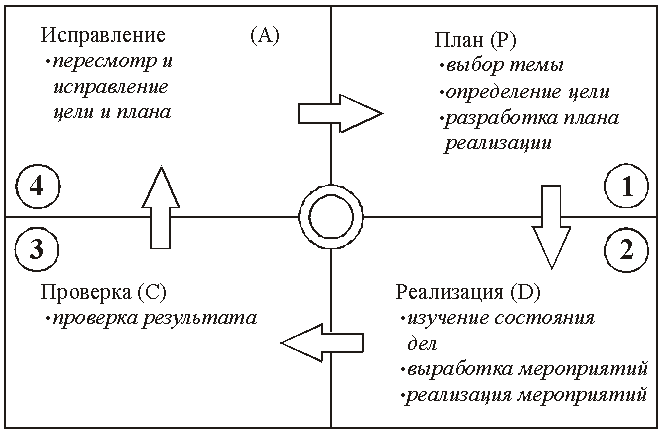 Исправление (А)
•пересмотр и
исправление
цели и плана
4
План (Р)
•выбор темы
•определение цели
•разработка плана
реализации
1
3
Проверка (С)
•проверка результата
2
Реализация (D)
•изучение состояния
дел
•выработка мероприятий
•реализация мероприятий